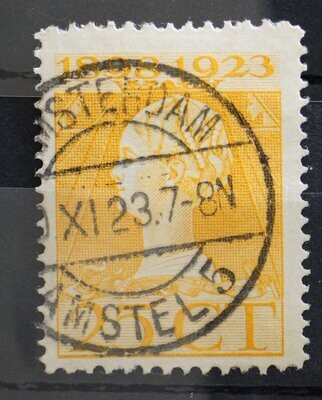 1898-1923
AMSTERDAM
XI 23.7-8N
AMSTEL 5
CT